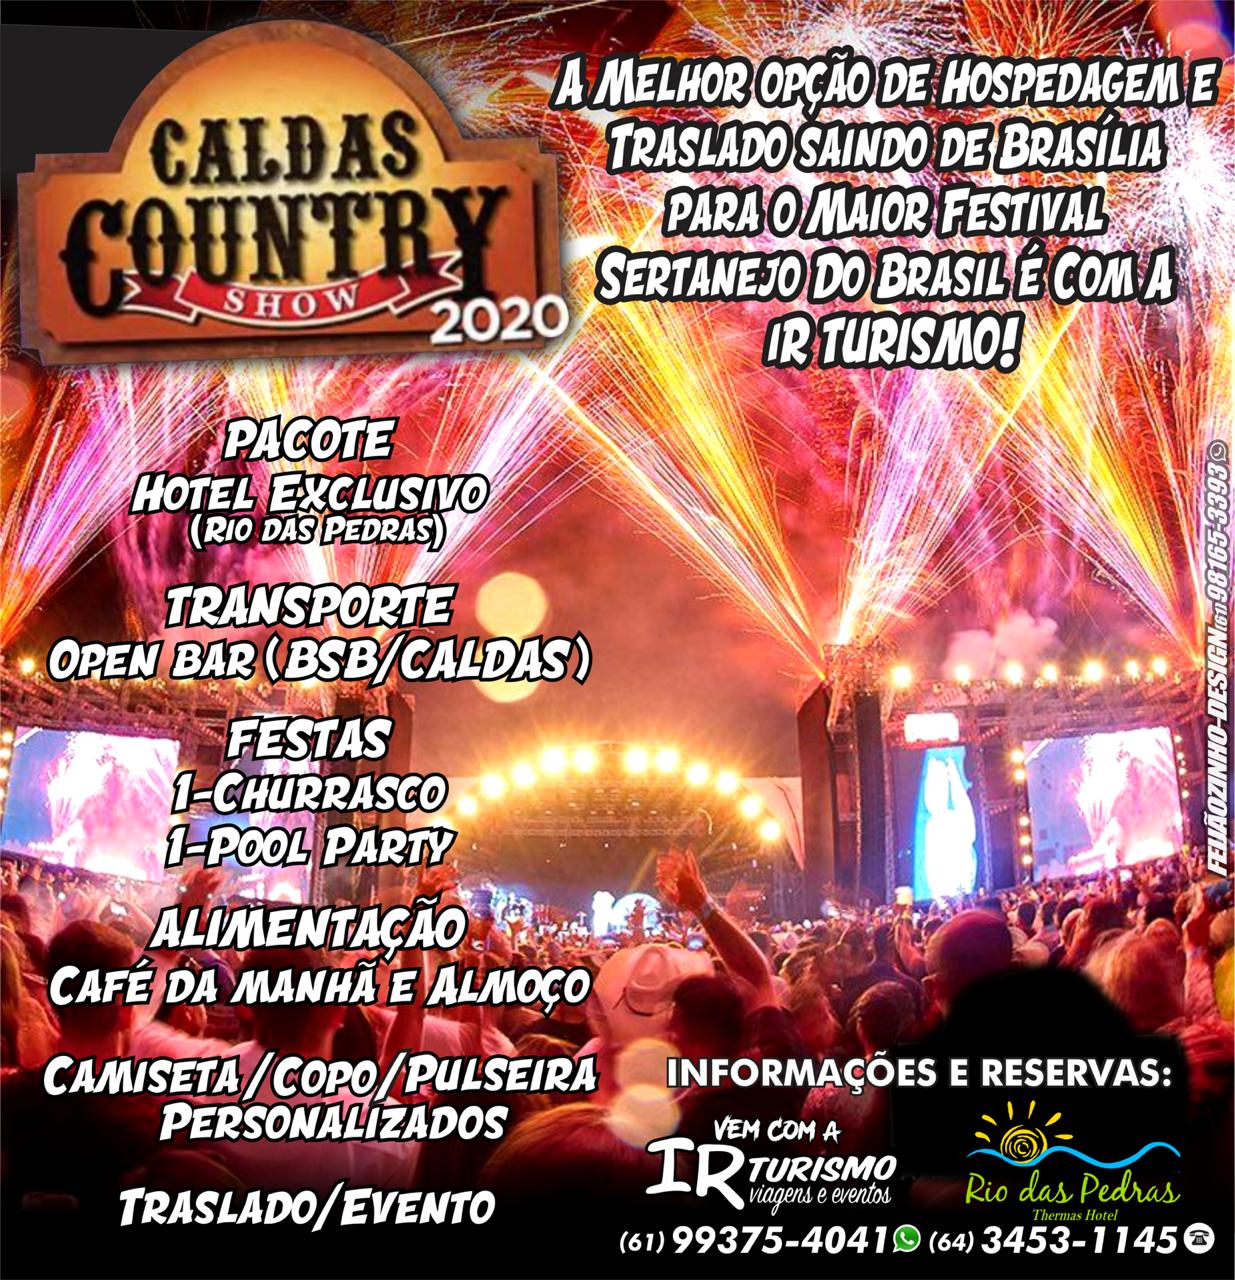 CALDAS
COUNTRY
SHOW
2020
A MELHOR OPÇÃO DE HOSPEDAGEM E
TRASLADO SAINDO DE BRASÍLIA
PARA O MAIOR FESTIVAL
SERTANEJO DO BRASIL É COM A
IR TURISMO!
PACOTE
HOTEL EXCLUSIVO
(RIO DAS PEDRAS)
TRANSPORTE
OPEN BAR (BSB/CALDAS)
FESTAS
1-CHURRASCO
1-POOL PARTY
ALIMENTAÇÃO
CAFÉ DA MANHÃ E ALMOÇO
CAMISETA/COPO/PULSEIRA
PERSONALIZADOS
TRASLADO/EVENTO
FEIJÃOZINHO-DESIGN(61)98165-3393
INFORMAÇÕES E RESERVAS:
VEM COM A
IR TURISMO
viagens e eventos
Rio das Pedras
Thermas Hotel
(61) 99375-4041 (64) 3453-1145